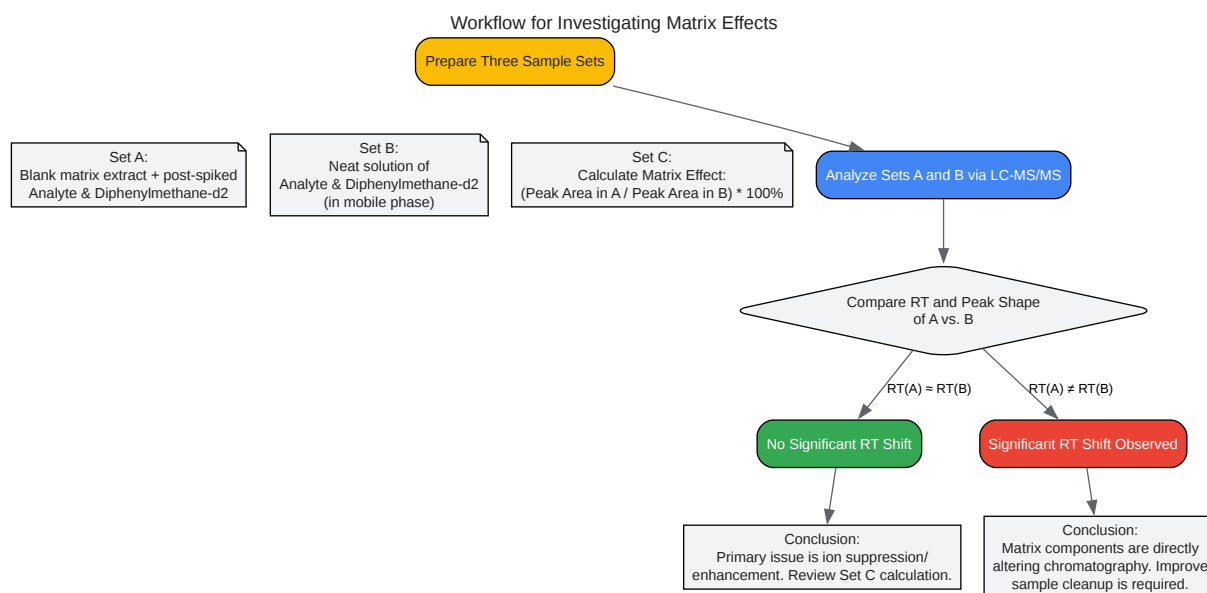 Workflow for Investigating Matrix Effects
Prepare Three Sample Sets
Set A:
Blank matrix extract + post-spiked
Analyte & Diphenylmethane-d2
Set B:
Neat solution of
Analyte & Diphenylmethane-d2
(in mobile phase)
Set C:
Calculate Matrix Effect:
(Peak Area in A / Peak Area in B) * 100%
Analyze Sets A and B via LC-MS/MS
Compare RT and Peak Shape
of A vs. B
RT(A) ≈ RT(B)
RT(A) ≠ RT(B)
No Significant RT Shift
Significant RT Shift Observed
Conclusion:
Primary issue is ion suppression/
enhancement. Review Set C calculation.
Conclusion:
Matrix components are directly
altering chromatography. Improve
sample cleanup is required.